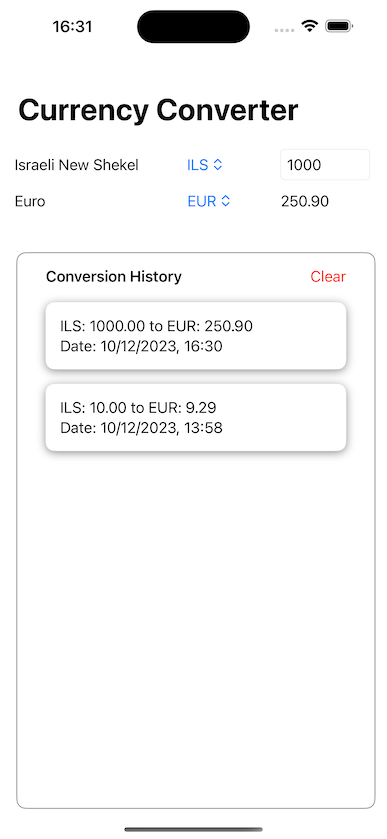 16:31
Currency Converter
Israeli New Shekel ILS 1000
Euro EUR 250.90
Conversion History Clear
ILS: 1000.00 to EUR: 250.90
Date: 10/12/2023, 16:30
ILS: 10.00 to EUR: 9.29
Date: 10/12/2023, 13:58